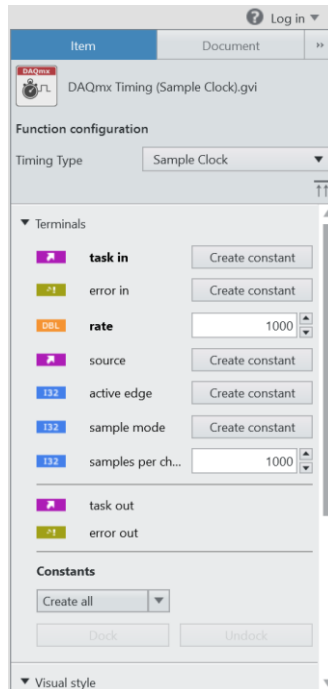 ? Log in
Item Document »
DAQmx
DAQmx Timing (Sample Clock).gvi
Function configuration
Timing Type Sample Clock
Terminals
task in Create constant
error in Create constant
DBL rate 1000
source Create constant
I32 active edge Create constant
I32 sample mode Create constant
I32 samples per ch... 1000
task out
error out
Constants
Create all
Dock Undock
Visual style